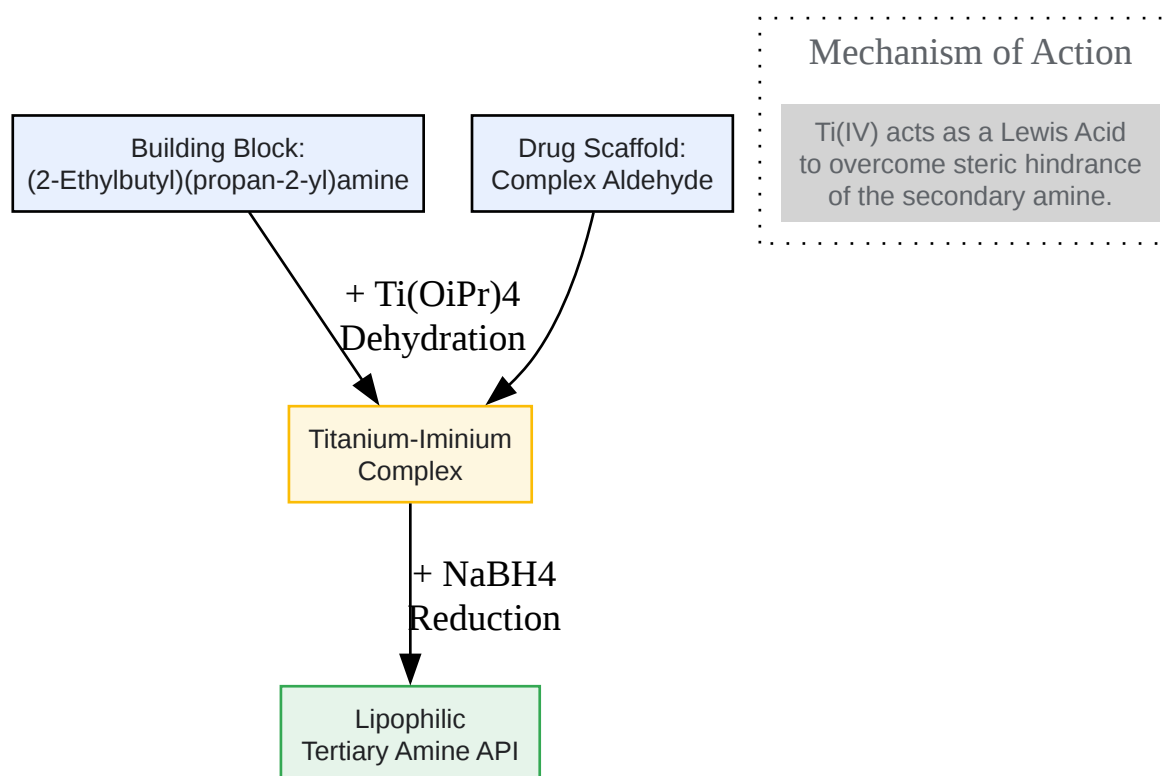 Mechanism of Action
Ti(IV) acts as a Lewis Acid
to overcome steric hindrance
of the secondary amine.
Building Block:
(2-Ethylbutyl)(propan-2-yl)amine
Drug Scaffold:
Complex Aldehyde
+ Ti(OiPr)4
Dehydration
Titanium-Iminium
Complex
+ NaBH4
Reduction
Lipophilic
Tertiary Amine API